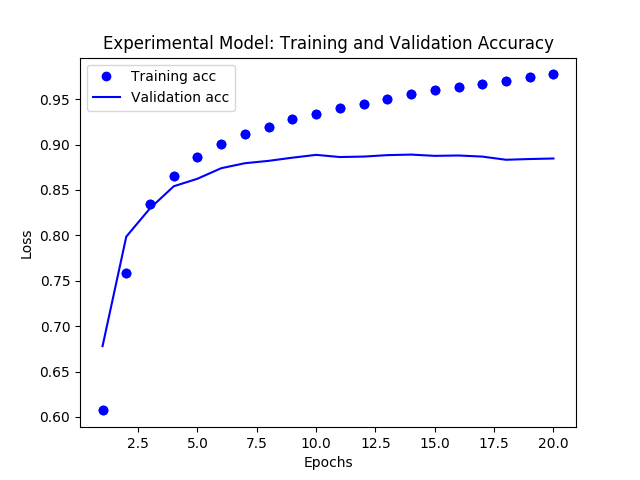 Experimental Model: Training and Validation Accuracy
Training acc
Validation acc
Loss
0.95
0.90
0.85
0.80
0.75
0.70
0.65
0.60
2.5 5.0 7.5 10.0 12.5 15.0 17.5 20.0
Epochs